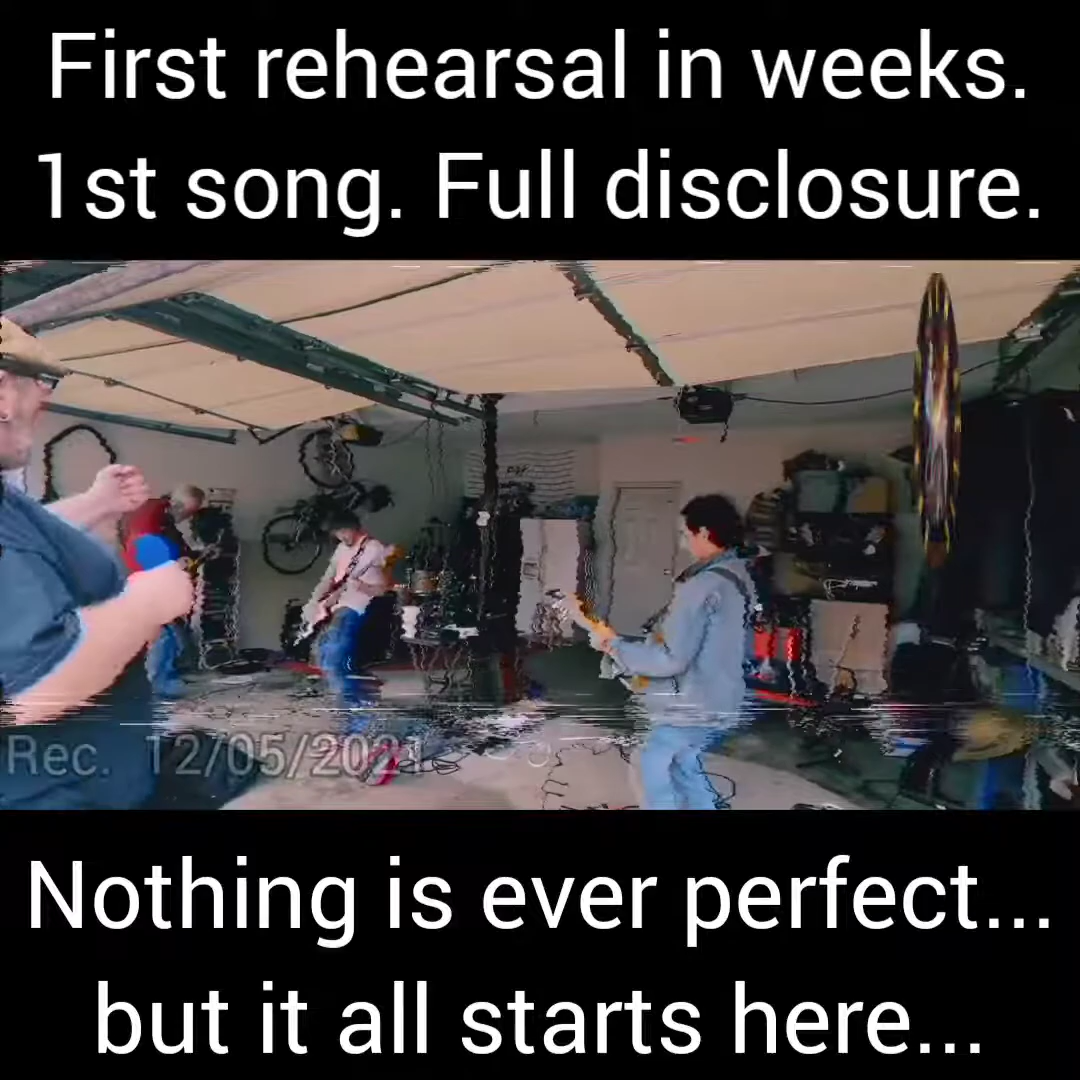 First rehearsal in weeks.
1st song. Full disclosure.
Rec. 12/05/2021
Nothing is ever perfect...
but it all starts here...